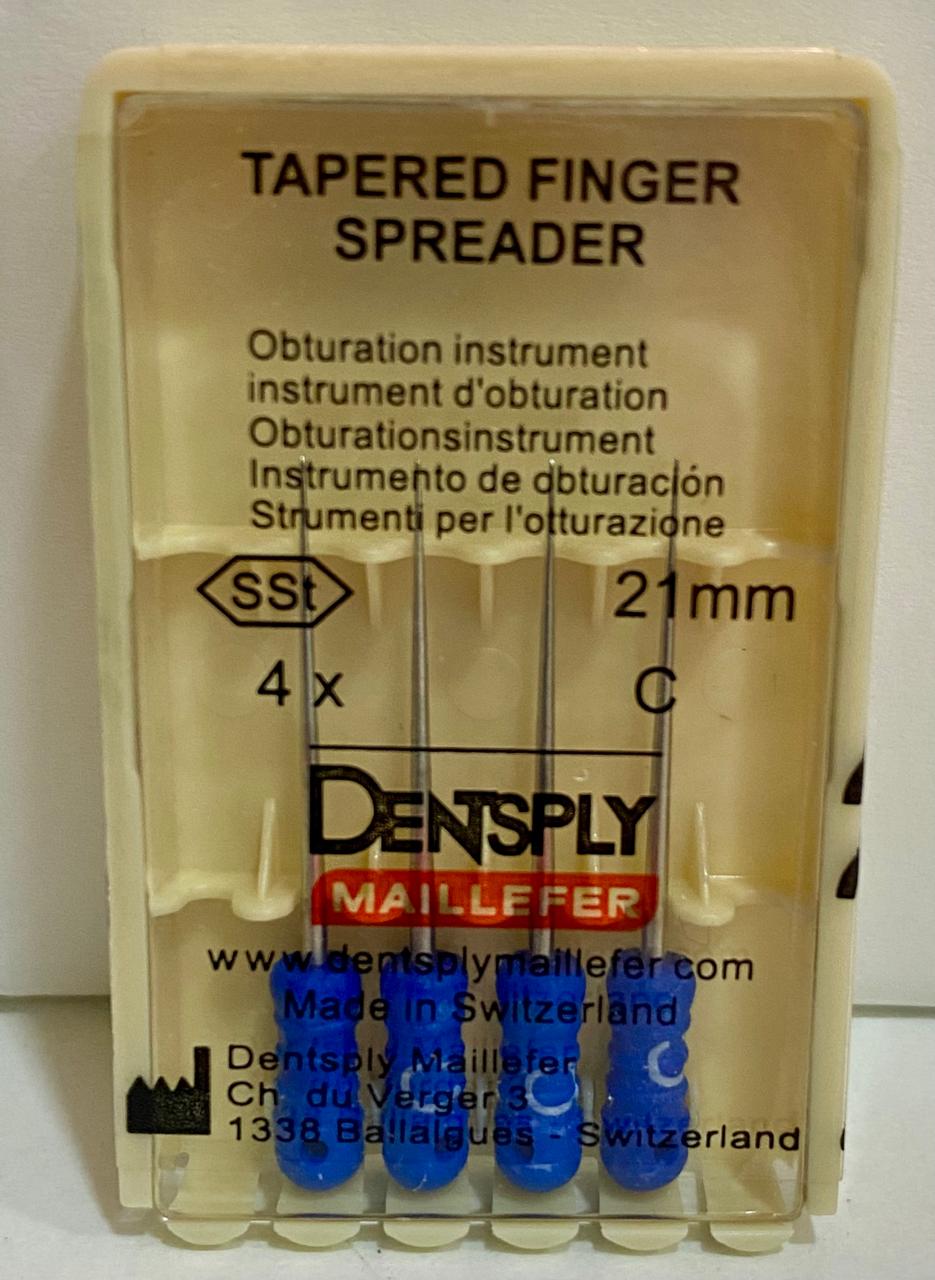 TAPERED FINGER
SPREADER
Obturation instrument
instrument d'obturation
Obturationsinstrument
Instrumento de obturación
Strumenti per l'otturazione
SSt 21mm
4 x C
DENTSPLY
MAILLEFER
www.dentsplymaillefer.com
Made in Switzerland
Dentsply Maillefer
Ch. du Verger 3
1338 Ballaigues - Switzerland
C C C